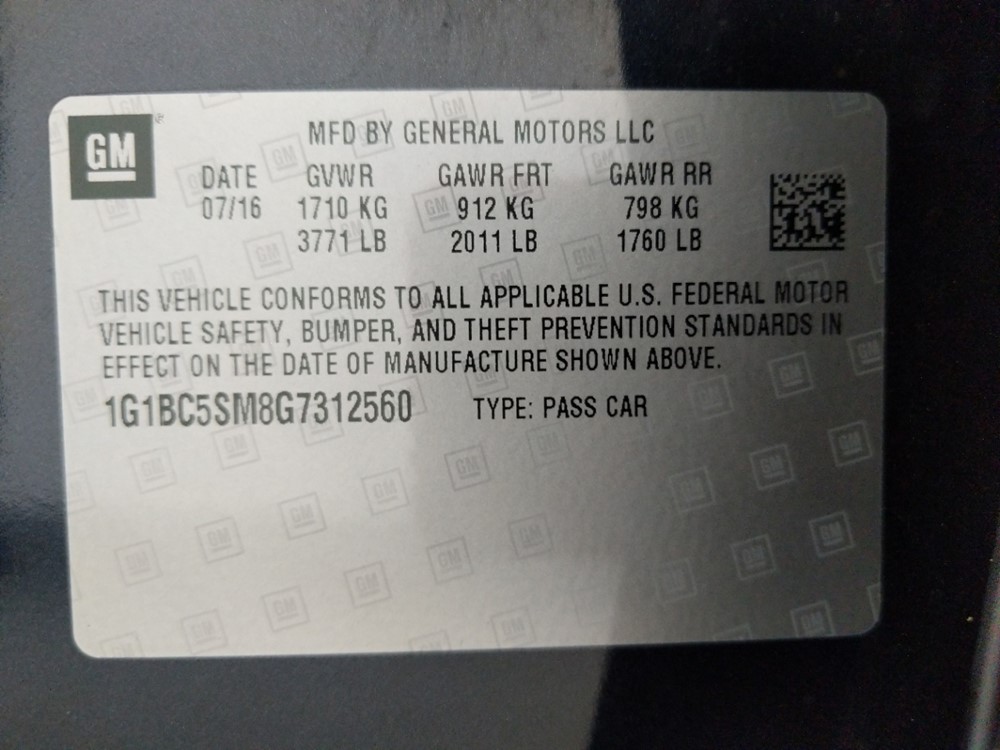 GM
MFD BY GENERAL MOTORS LLC
DATE GVWR GAWR FRT GAWR RR
07/16 1710 KG 912 KG 798 KG
3771 LB 2011 LB 1760 LB
THIS VEHICLE CONFORMS TO ALL APPLICABLE U.S. FEDERAL MOTOR
VEHICLE SAFETY, BUMPER, AND THEFT PREVENTION STANDARDS IN
EFFECT ON THE DATE OF MANUFACTURE SHOWN ABOVE.
1G1BC5SM8G7312560 TYPE: PASS CAR